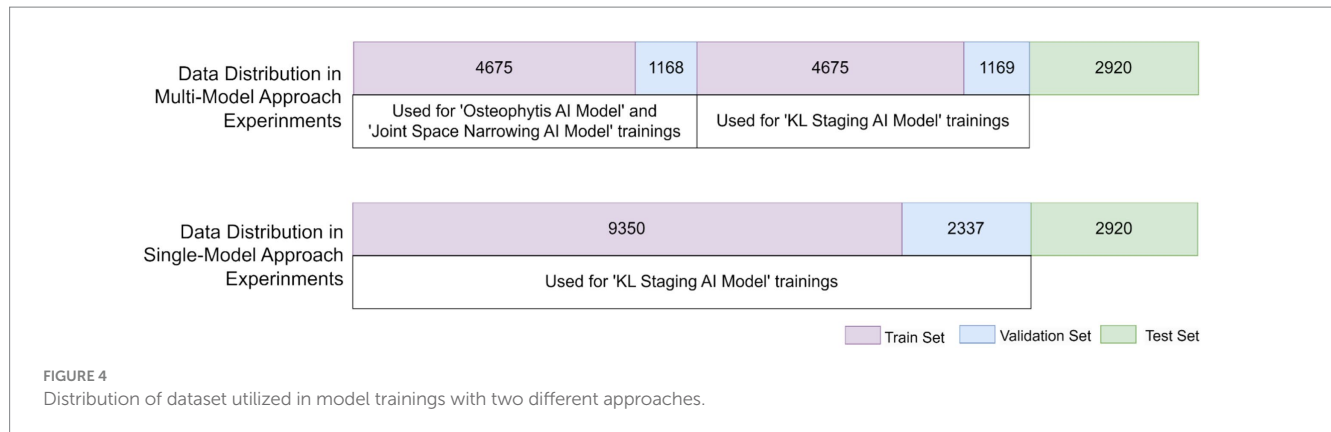 Data Distribution in
Multi-Model Approach
Experinments
4675 1168 4675 1169 2920
Used for 'Osteophytis AI Model' and
'Joint Space Narrowing AI Model' trainings
Used for 'KL Staging AI Model' trainings
Data Distribution in
Single-Model Approach
Experinments
9350 2337 2920
Used for 'KL Staging AI Model' trainings
Train Set Validation Set Test Set
FIGURE 4
Distribution of dataset utilized in model trainings with two different approaches.